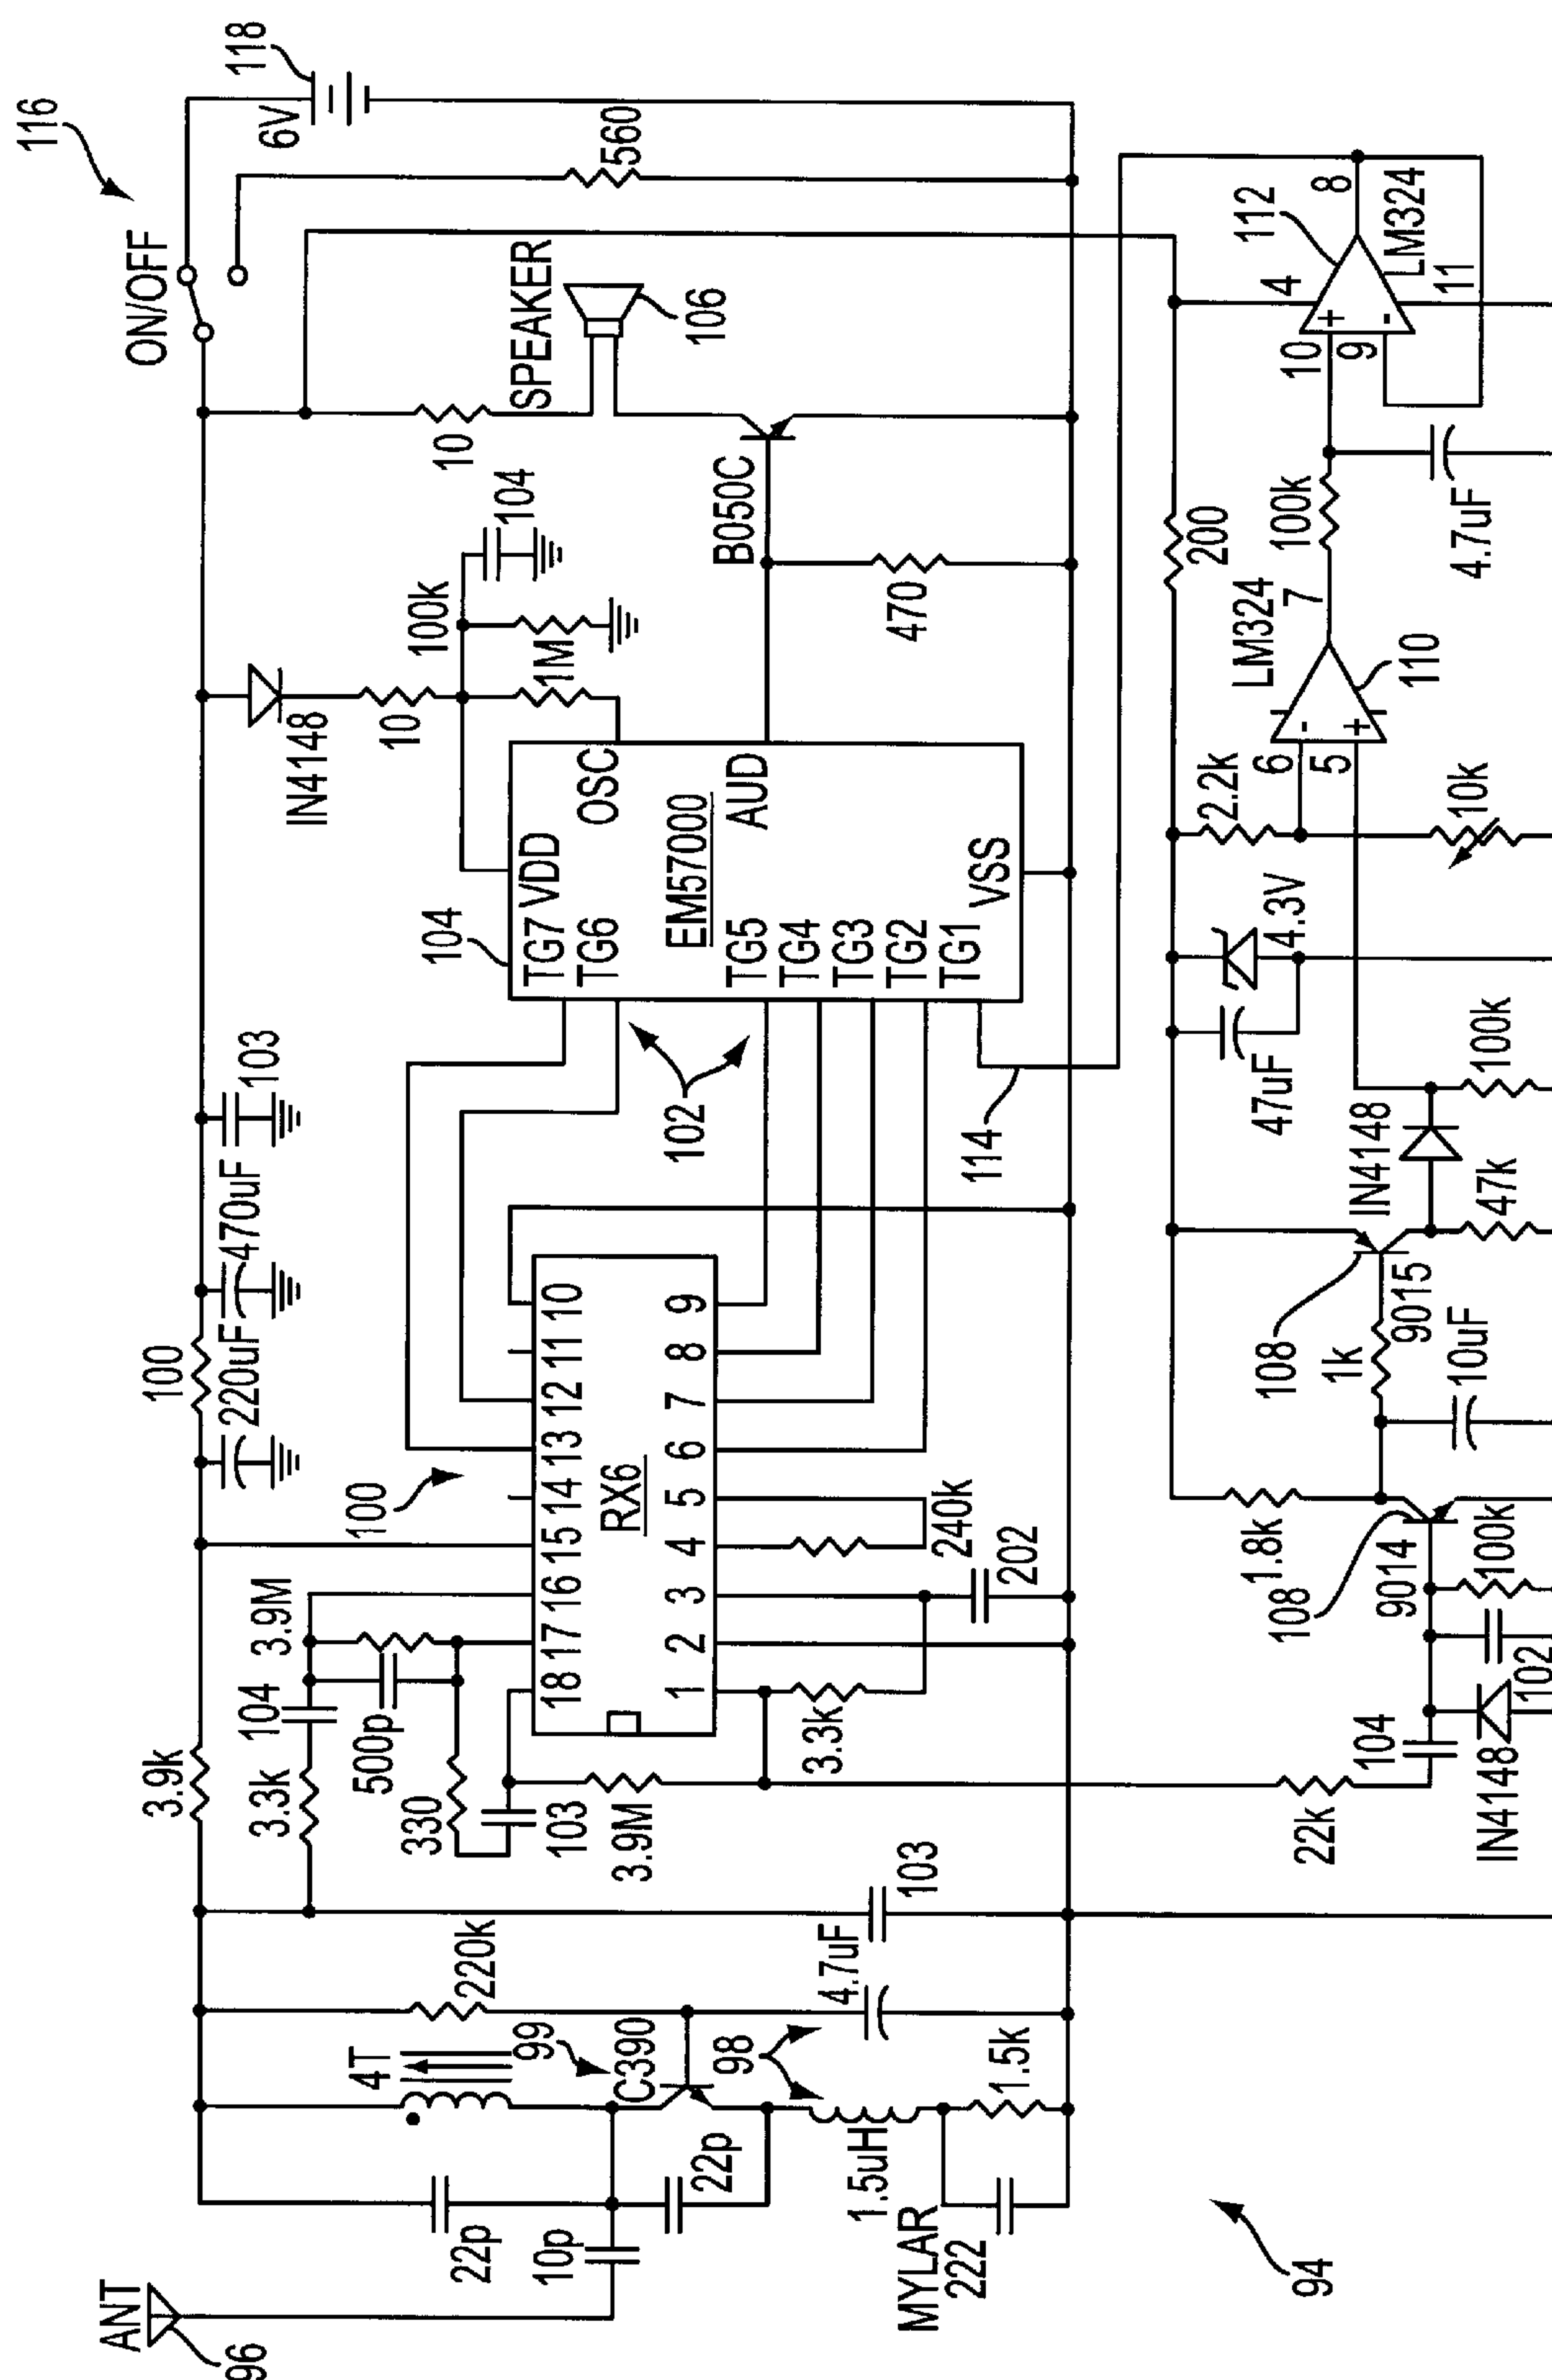 116
ON/OFF
118
6V
560
SPEAKER
106
10
B050C
470
104
100k
1M
10
IN4148
VDD
OSC
EM57000
AUD
VSS
TG7
TG6
TG5
TG4
TG3
TG2
TG1
104
102
114
103
470uF
220uF
100
100
RX6
10
11
12
13
14
15
16
17
18
9
8
7
6
5
4
3
2
1
240k
202
3.3k
3.9M
104
500p
3.3k
330
103
3.9M
3.9k
103
220k
4.7uF
4T
99
C390
98
1.5k
1.5uH
22p
22p
10p
MYLAR
222
ANT
96
94
112
4
8
LM324
11
10
9
200
100k
4.7uF
LM324
7
110
2.2k
6
5
10k
4.3V
47uF
IN4148
100k
47k
108
9015
1k
10uF
1.8k
108
9014
100k
102
104
IN4148
22k